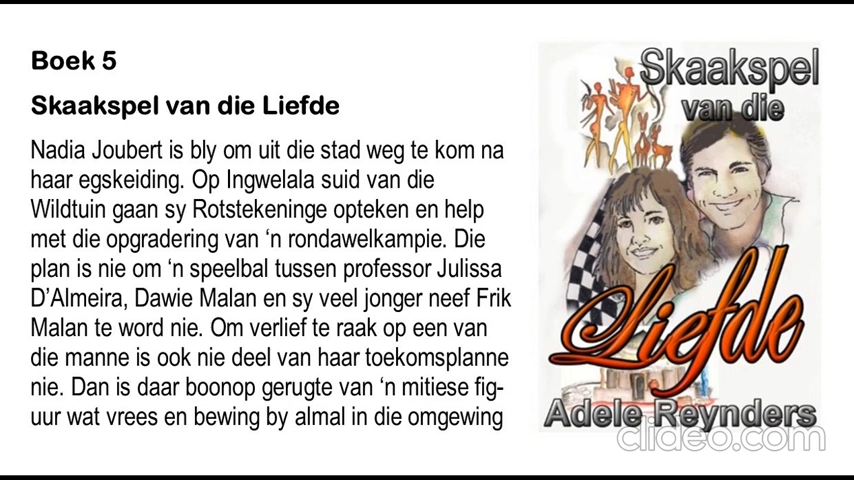 Boek 5
Skaakspel van die Liefde
Nadia Joubert is bly om uit die stad weg te kom na
haar egskeiding. Op Ingwelala suid van die
Wildtuin gaan sy Rotstekeninge opteken en help
met die opgradering van ‘n rondawelkampie. Die
plan is nie om ‘n speelbal tussen professor Julissa
D’Almeira, Dawie Malan en sy veel jonger neef Frik
Malan te word nie. Om verlief te raak op een van
die manne is ook nie deel van haar toekomsplanne
nie. Dan is daar boonop gerugte van ‘n mitiese fig-
uur wat vrees en bewing by almal in die omgewing
Skaakspel
van die
Liefde
Adele Reynders
clideo.com